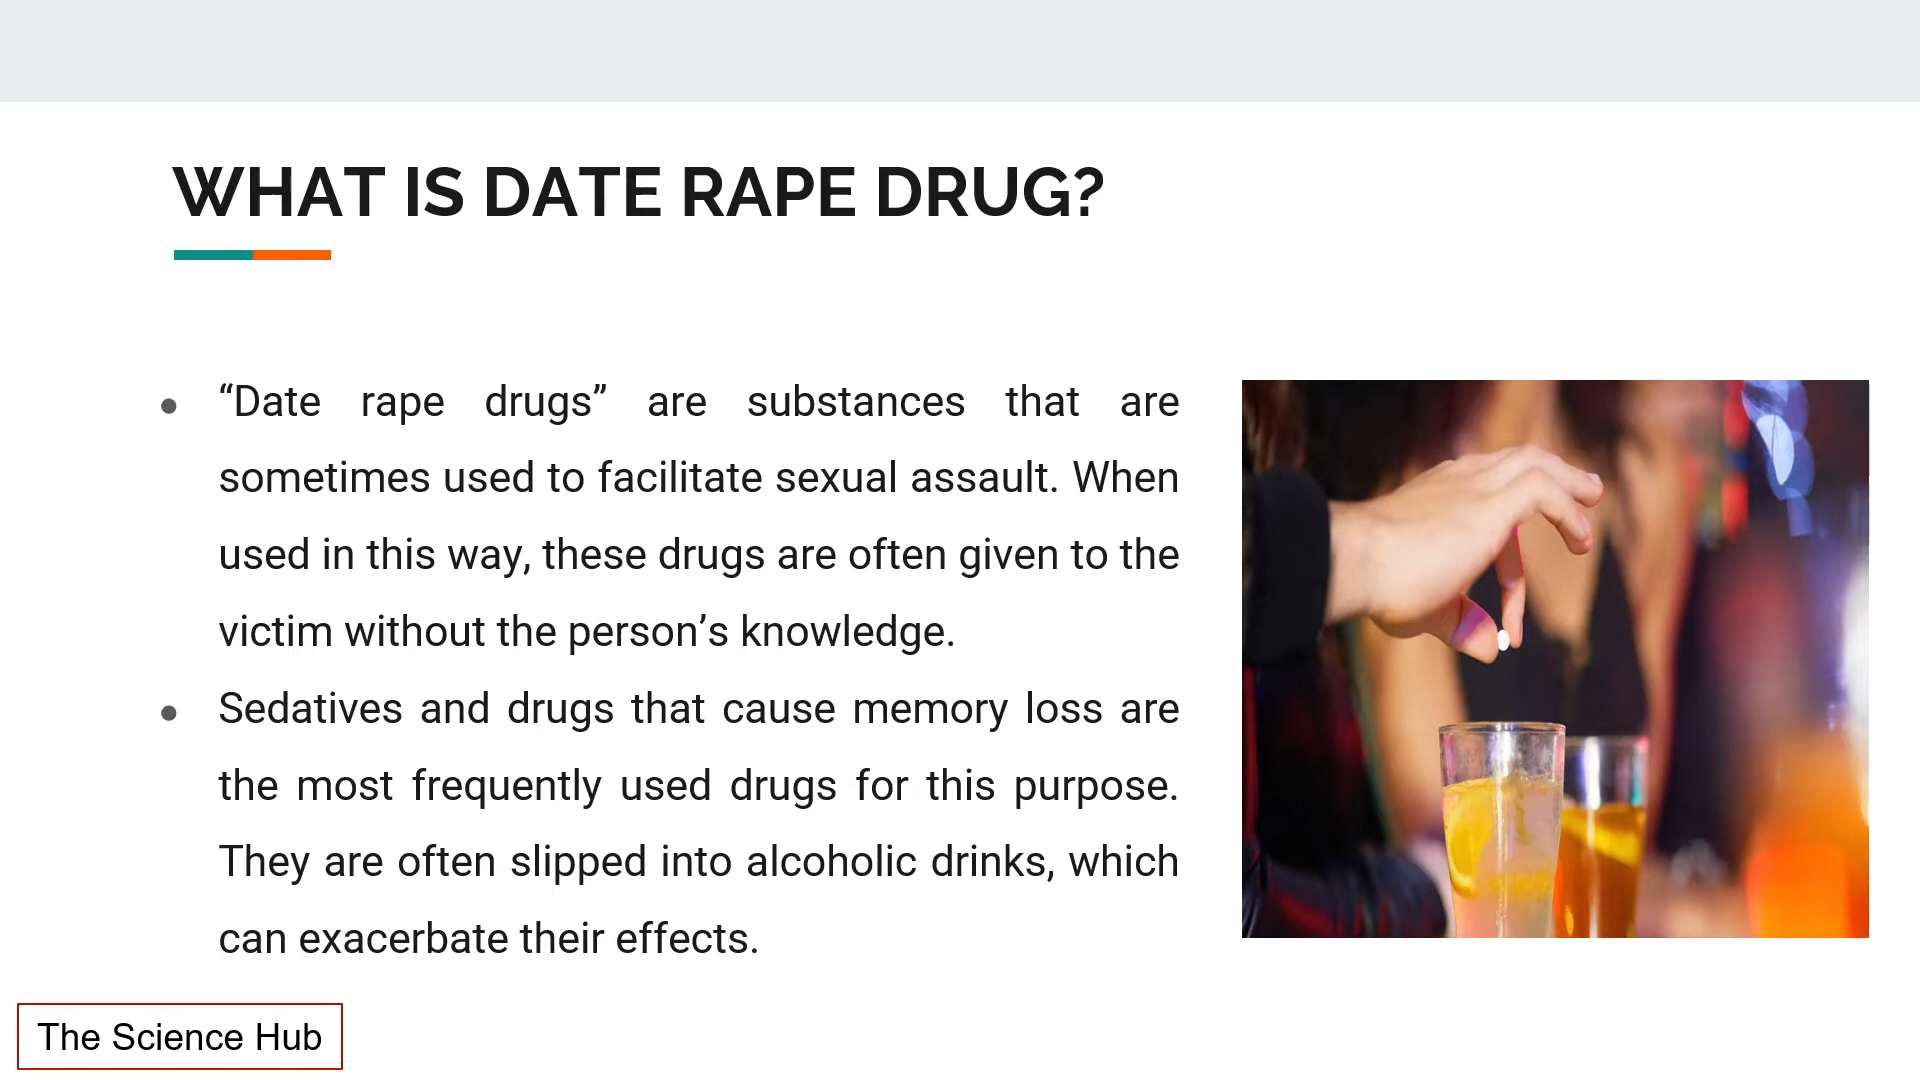 WHAT IS DATE RAPE DRUG?
● “Date rape drugs” are substances that are
sometimes used to facilitate sexual assault. When
used in this way, these drugs are often given to the
victim without the person’s knowledge.
● Sedatives and drugs that cause memory loss are
the most frequently used drugs for this purpose.
They are often slipped into alcoholic drinks, which
can exacerbate their effects.
The Science Hub